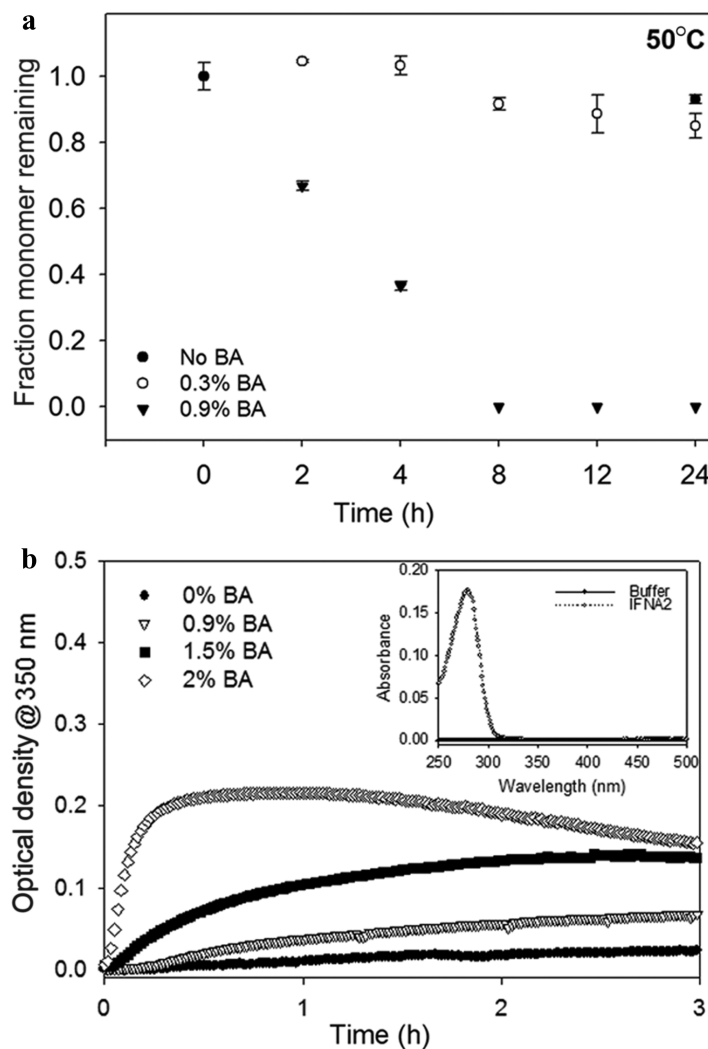 a
50°C
Fraction monomer remaining
1.0
0.8
0.6
0.4
0.2
0.0
No BA
0.3% BA
0.9% BA
0 2 4 8 12 24
Time (h)
b
Optical density @ 350 nm
0.5
0.4
0.3
0.2
0.1
0.0
0% BA
0.9% BA
1.5% BA
2% BA
Absorbance
0.20
0.15
0.10
0.05
0.00
Buffer
IFNA2
250 300 350 400 450 500
Wavelength (nm)
0 1 2 3
Time (h)